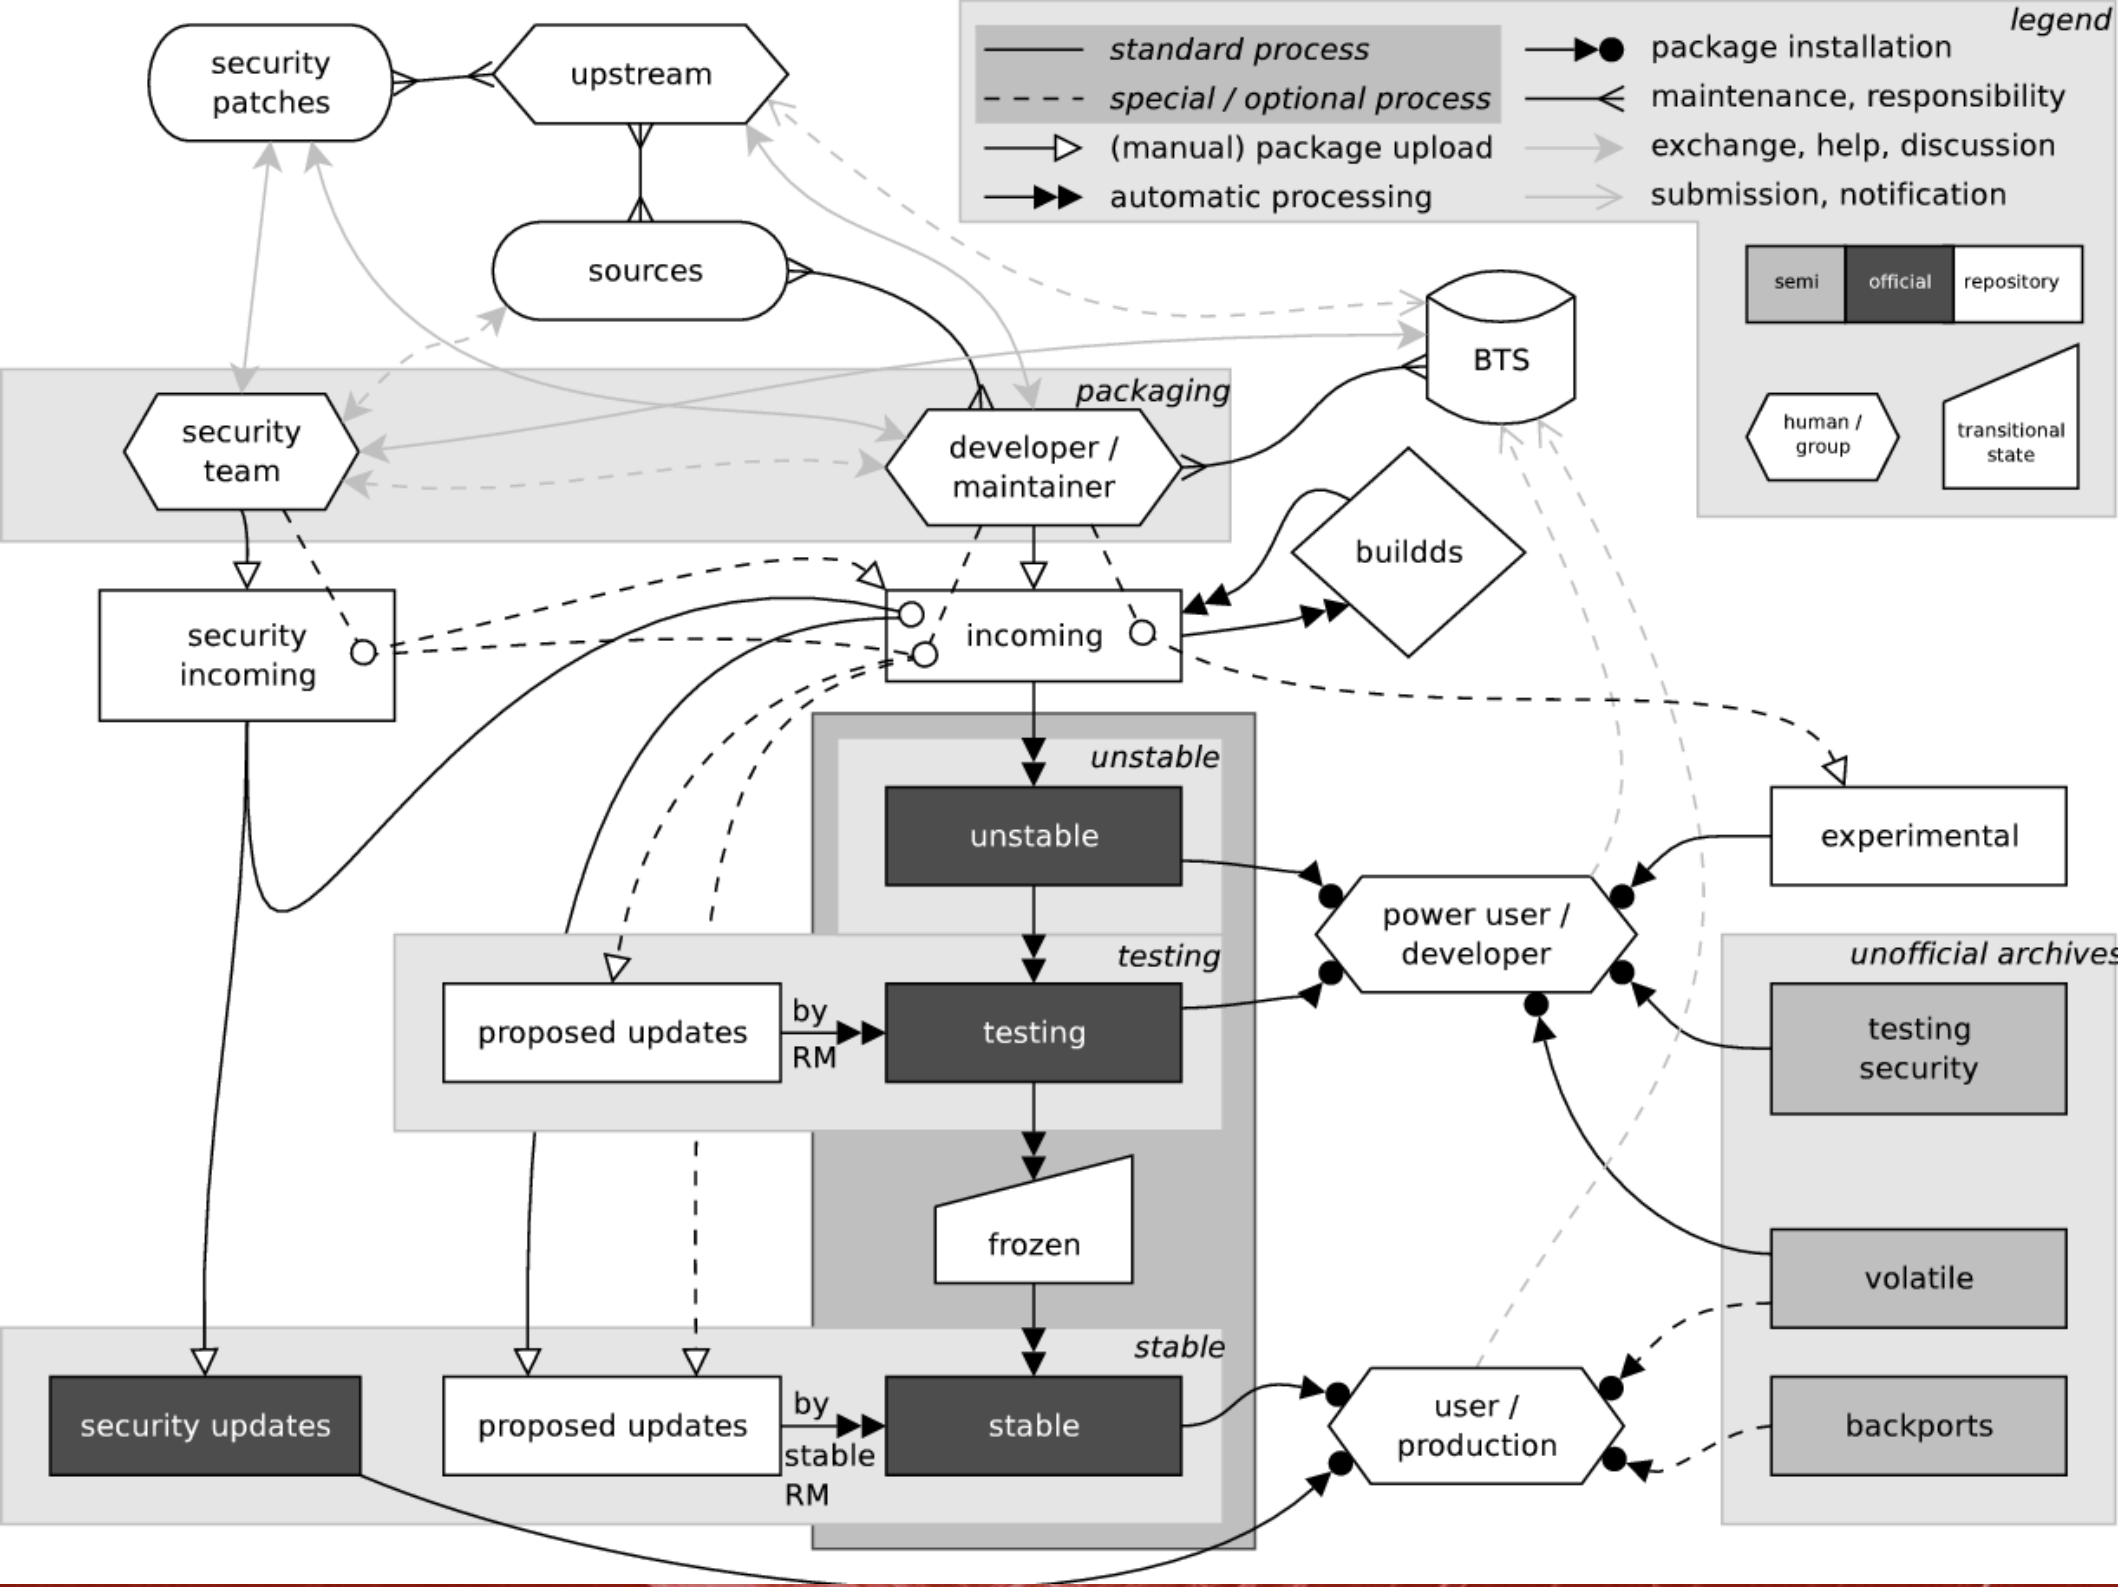 legend
standard process
special / optional process
(manual) package upload
automatic processing
package installation
maintenance, responsibility
exchange, help, discussion
submission, notification
semi
official
repository
human /
group
transitional
state
security
patches
upstream
sources
BTS
packaging
security
team
developer /
maintainer
buildds
security
incoming
incoming
unstable
unstable
experimental
power user /
developer
testing
proposed updates
by
RM
testing
unofficial archives
testing
security
frozen
volatile
stable
security updates
proposed updates
by
stable
RM
stable
user /
production
backports